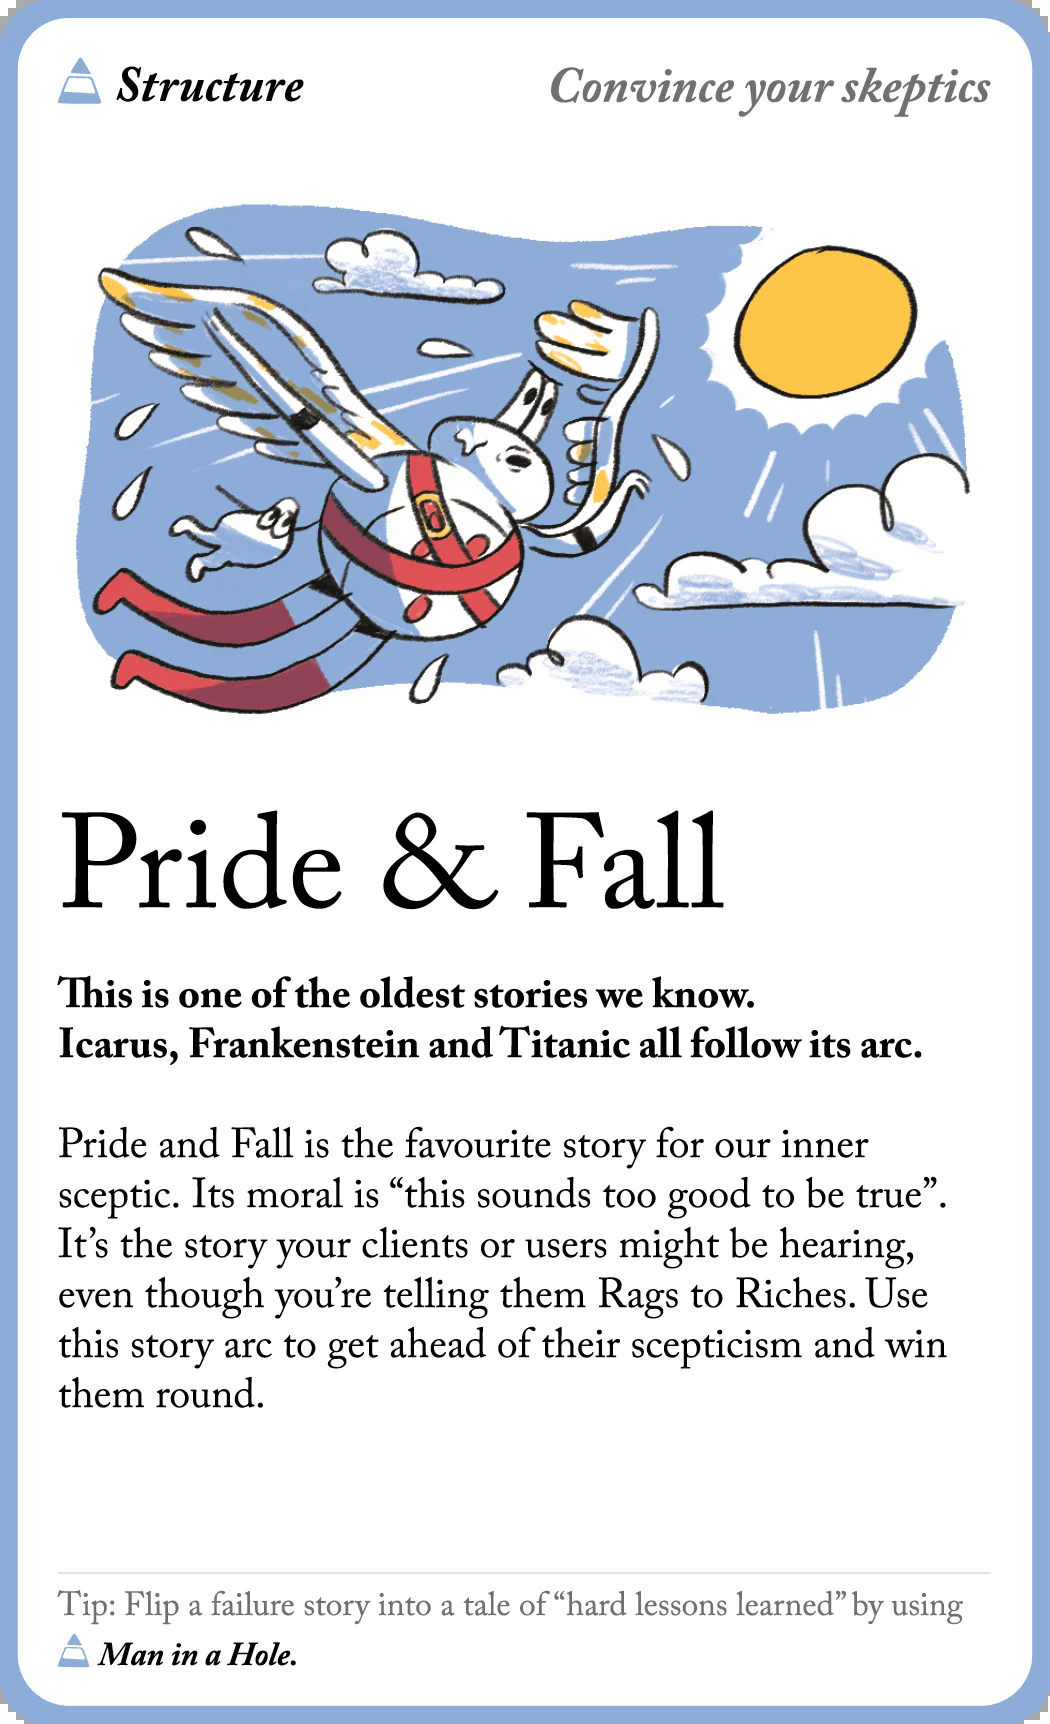 Structure
Convince your skeptics
Pride & Fall
This is one of the oldest stories we know.
Icarus, Frankenstein and Titanic all follow its arc.
Pride and Fall is the favourite story for our inner
sceptic. Its moral is “this sounds too good to be true”.
It’s the story your clients or users might be hearing,
even though you’re telling them Rags to Riches. Use
this story arc to get ahead of their scepticism and win
them round.
Tip: Flip a failure story into a tale of “hard lessons learned” by using
Man in a Hole.